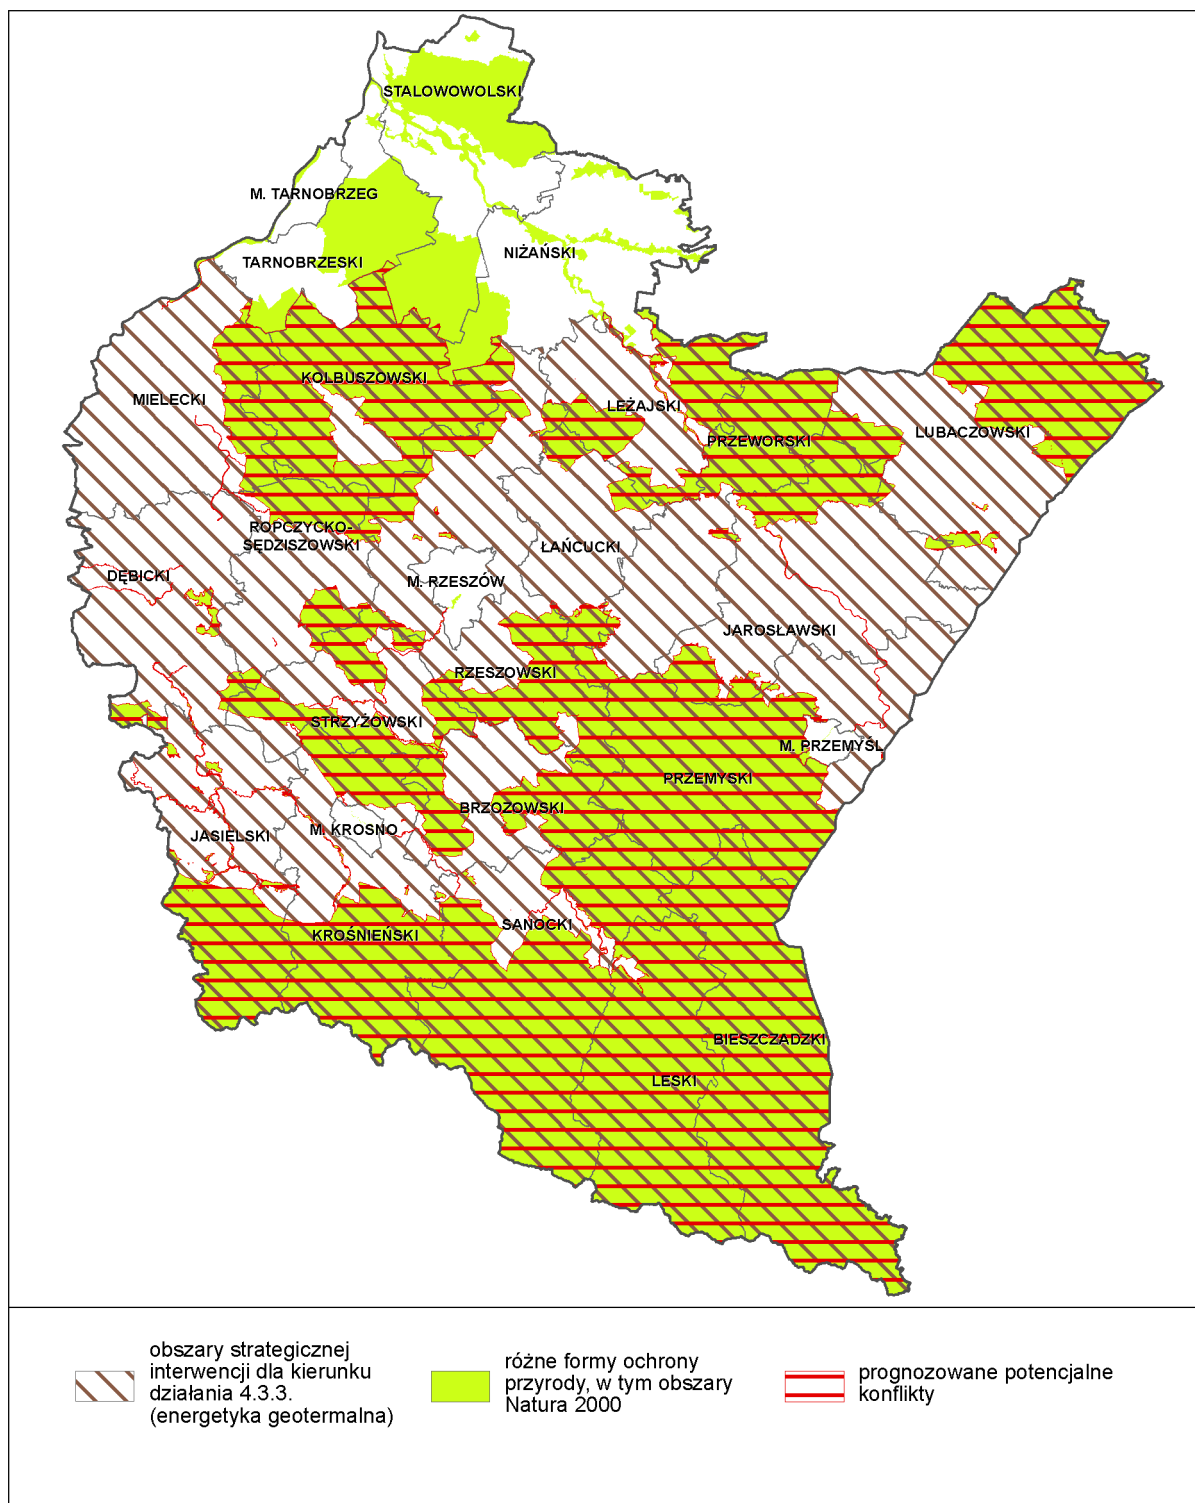 STALOWOWOLSKI
M. TARNOBRZEG
TARNOBRZESKI
NIŻAŃSKI
KOLBUSZOWSKI
MIELECKI
LEŻAJSKI
PRZEWORSKI
LUBACZOWSKI
ROPCZYCKO-
SĘDZISZOWSKI
ŁAŃCUCKI
DĘBICKI
M. RZESZÓW
JAROSŁAWSKI
RZESZOWSKI
STRZYŻOWSKI
M. PRZEMYŚL
PRZEMYSKI
BRZOZOWSKI
M. KROSNO
JASIELSKI
SANOCKI
KROŚNIEŃSKI
BIESZCZADZKI
LESKI
obszary strategicznej
interwencji dla kierunku
działania 4.3.3.
(energetyka geotermalna)
różne formy ochrony
przyrody, w tym obszary
Natura 2000
prognozowane potencjalne
konflikty